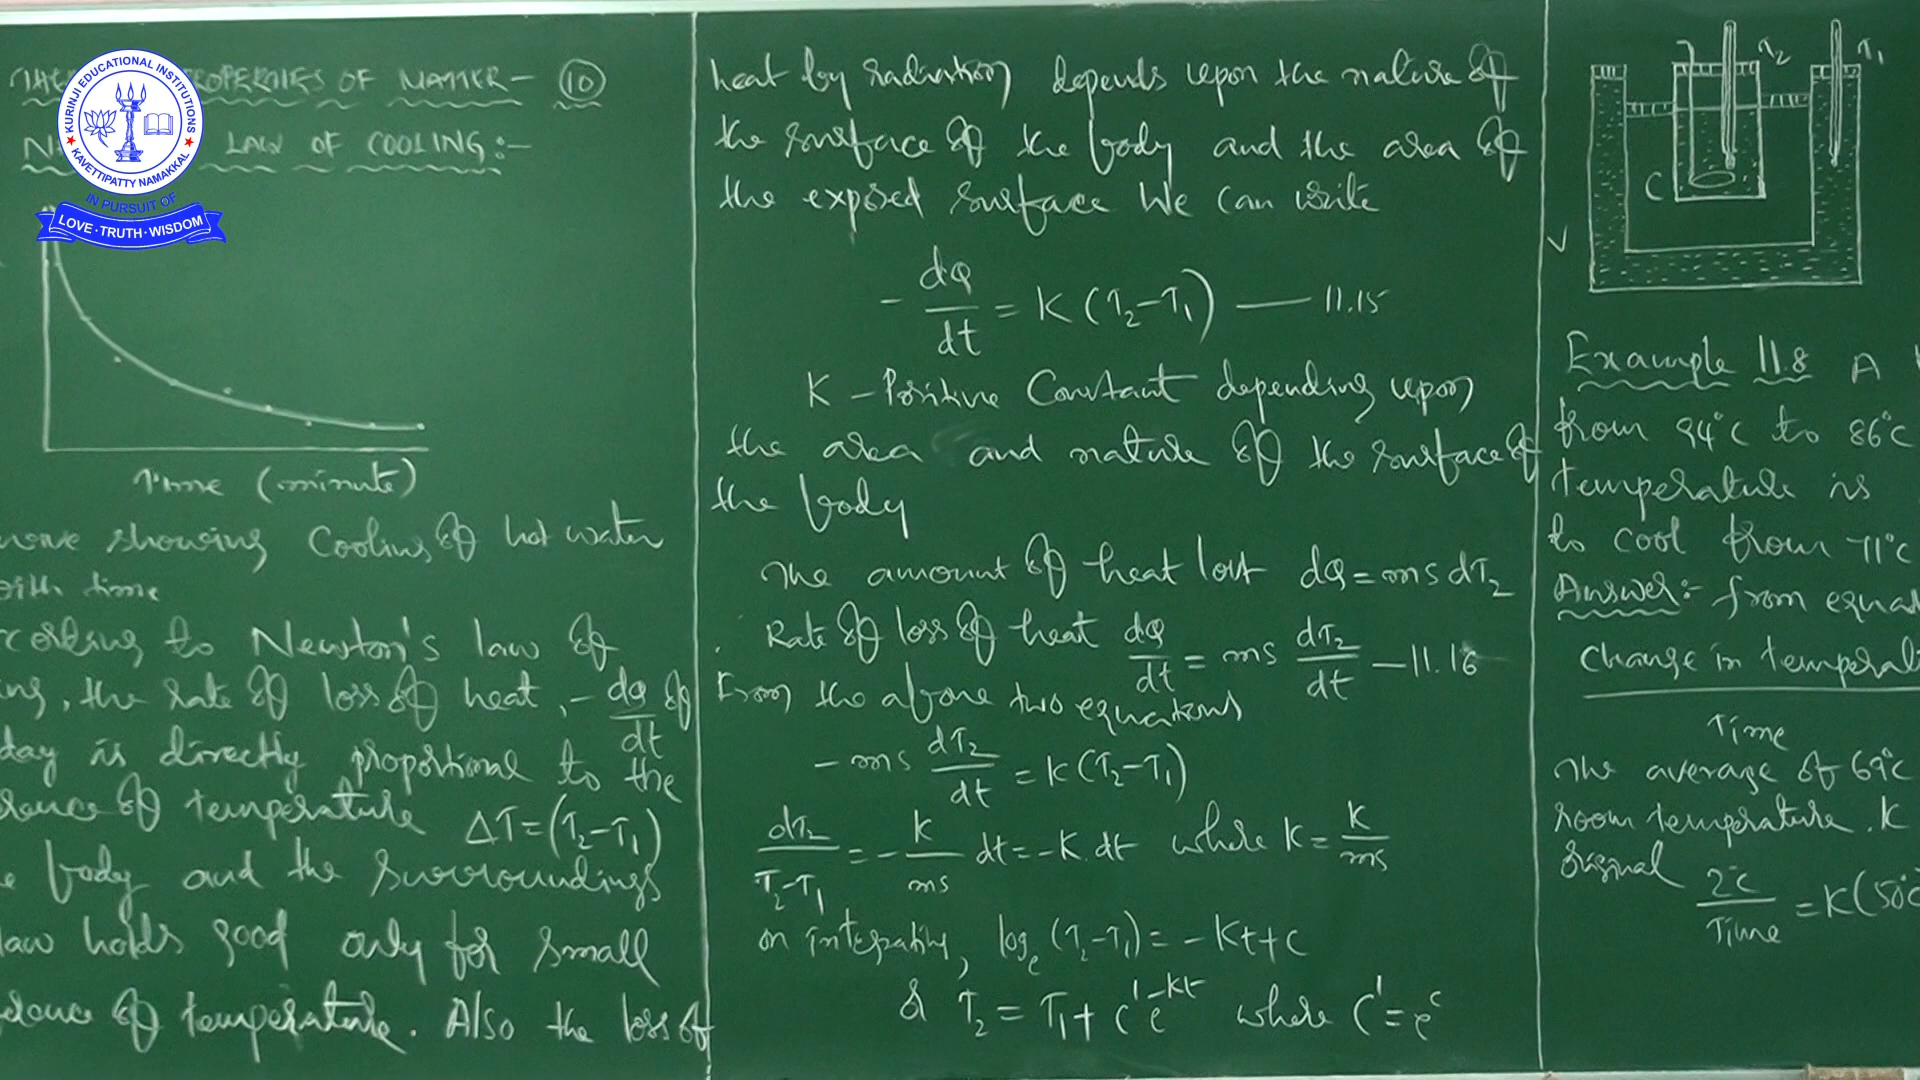 OPERTIES OF MATTER - 10
LAW OF COOLING:-
KURINJI EDUCATIONAL INSTITUTIONS
KAVETTIPATTY NAMAKKAL
IN PURSUIT OF
LOVE · TRUTH · WISDOM
Time (minute)
showing Cooling of hot water
with time
to Newton's law of
the rate of loss of heat, - dQ/dt of
is directly proportional to the
of temperature ΔT = (T₂-T₁)
body and the surroundings
law holds good only for small
of temperature. Also the loss of
heat by radiation depends upon the nature of
the surface of the body and the area of
the exposed surface We can write
- dQ/dt = K (T₂-T₁) — 11.15
K - Positive Constant depending upon
the area and nature of the surface of
the body
The amount of heat lost dQ = ms dT₂
Rate of loss of heat dQ/dt = ms dT₂/dt — 11.16
From the above two equations
- ms dT₂/dt = K (T₂-T₁)
dT₂/T₂-T₁ = - k/ms dt = -K. dt where K = k/ms
on integrating, logₑ (T₂-T₁) = - Kt + c
& T₂ = T₁ + c' e^-kt where C' = e^c
T₂
T₁
C
V
Example 11.8 A
from 94°C to 86°C
temperature is
to cool from 71°C
Answer:- from
Change in
Time
The average of 69°C
room temperature. K
original
2°C/Time = K (50°C